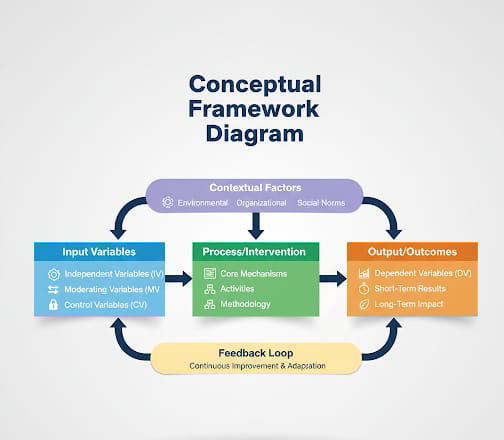 Conceptual
Framework
Diagram
Contextual Factors
Environmental Organizational Social Norms
Input Variables
Independent Variables (IV)
Moderating Variables (MV
Control Variables (CV)
Process/Intervention
Core Mechanisms
Activities
Methodology
Output/Outcomes
Dependent Variables (DV)
Short-Term Results
Long-Term Impact
Feedback Loop
Continuous Improvement & Adaptation